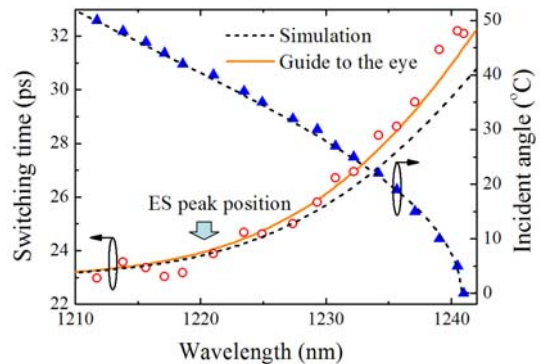 Switching time (ps)
32
30
28
26
24
22
Simulation
Guide to the eye
ES peak position
50
40
30
20
10
0
Incident angle (°C)
1210
1220
1230
1240
Wavelength (nm)